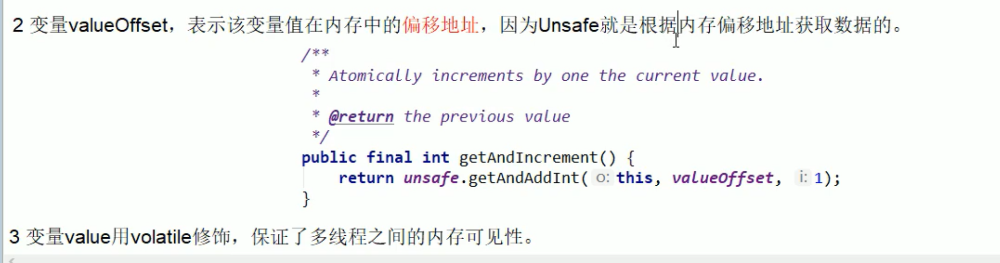 2 变量valueOffset，表示该变量值在内存中的偏移地址，因为Unsafe就是根据内存偏移地址获取数据的。
/**
 * Atomically increments by one the current value.
 *
 * @return the previous value
 */
public final int getAndIncrement() {
    return unsafe.getAndAddInt( o: this, valueOffset, i: 1);
}
3 变量value用volatile修饰，保证了多线程之间的内存可见性。